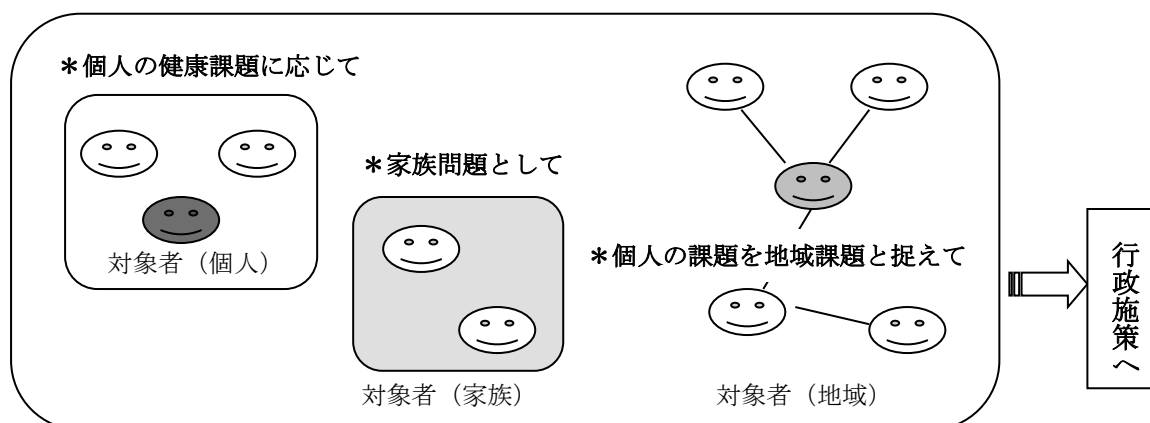 ＊個人の健康課題に応じて
対象者（個人）
＊家族問題として
対象者（家族）
＊個人の課題を地域課題と捉えて
対象者（地域）
行政施策へ